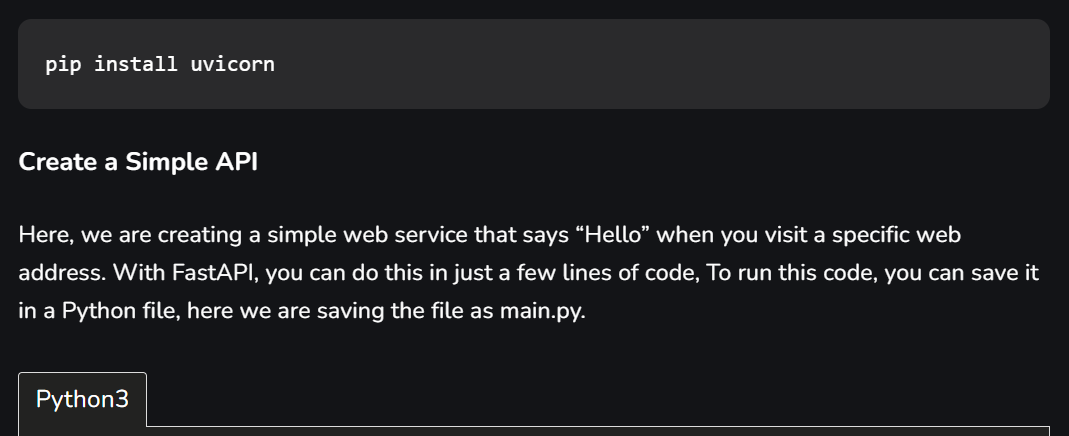 pip install uvicorn
Create a Simple API
Here, we are creating a simple web service that says “Hello” when you visit a specific web
address. With FastAPI, you can do this in just a few lines of code, To run this code, you can save it
in a Python file, here we are saving the file as main.py.
Python3